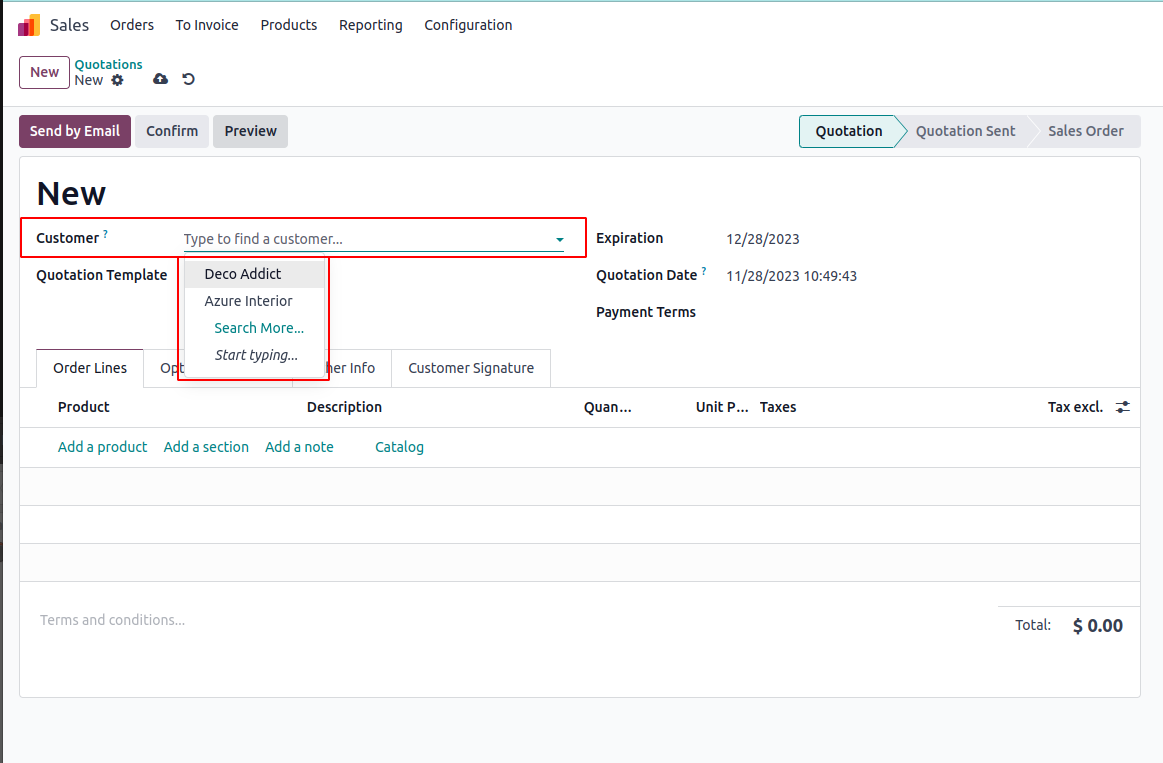 Sales Orders To Invoice Products Reporting Configuration
New Quotations
New
Send by Email Confirm Preview Quotation Quotation Sent Sales Order
New
Customer ? Type to find a customer... Expiration 12/28/2023
Quotation Template Deco Addict Quotation Date ? 11/28/2023 10:49:43
Azure Interior
Payment Terms
Search More...
Start typing...
Order Lines Opt her Info Customer Signature
Product Description Quan... Unit P... Taxes Tax excl.
Add a product Add a section Add a note Catalog
Terms and conditions...
Total: $ 0.00